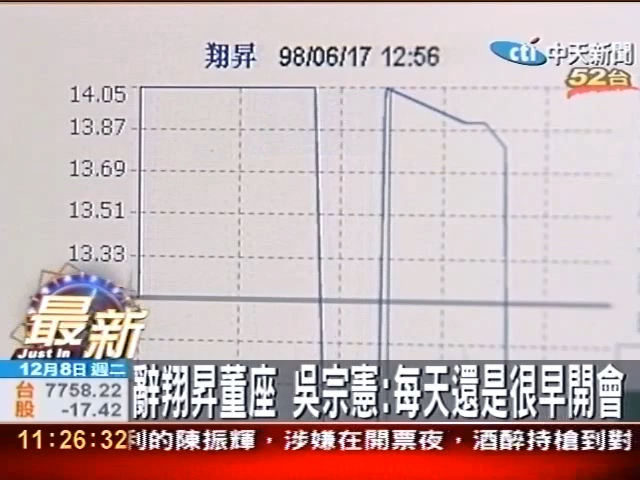 翔昇 98/06/17 12:56
cti 中天新聞
52台
14.05
13.87
13.69
13.51
13.33
最新
Just In
12月8日 週二
台股 7758.22
-17.42
辭翔昇董座 吳宗憲:每天還是很早開會
11:26:32
利的陳振輝，涉嫌在開票夜，酒醉持槍到對